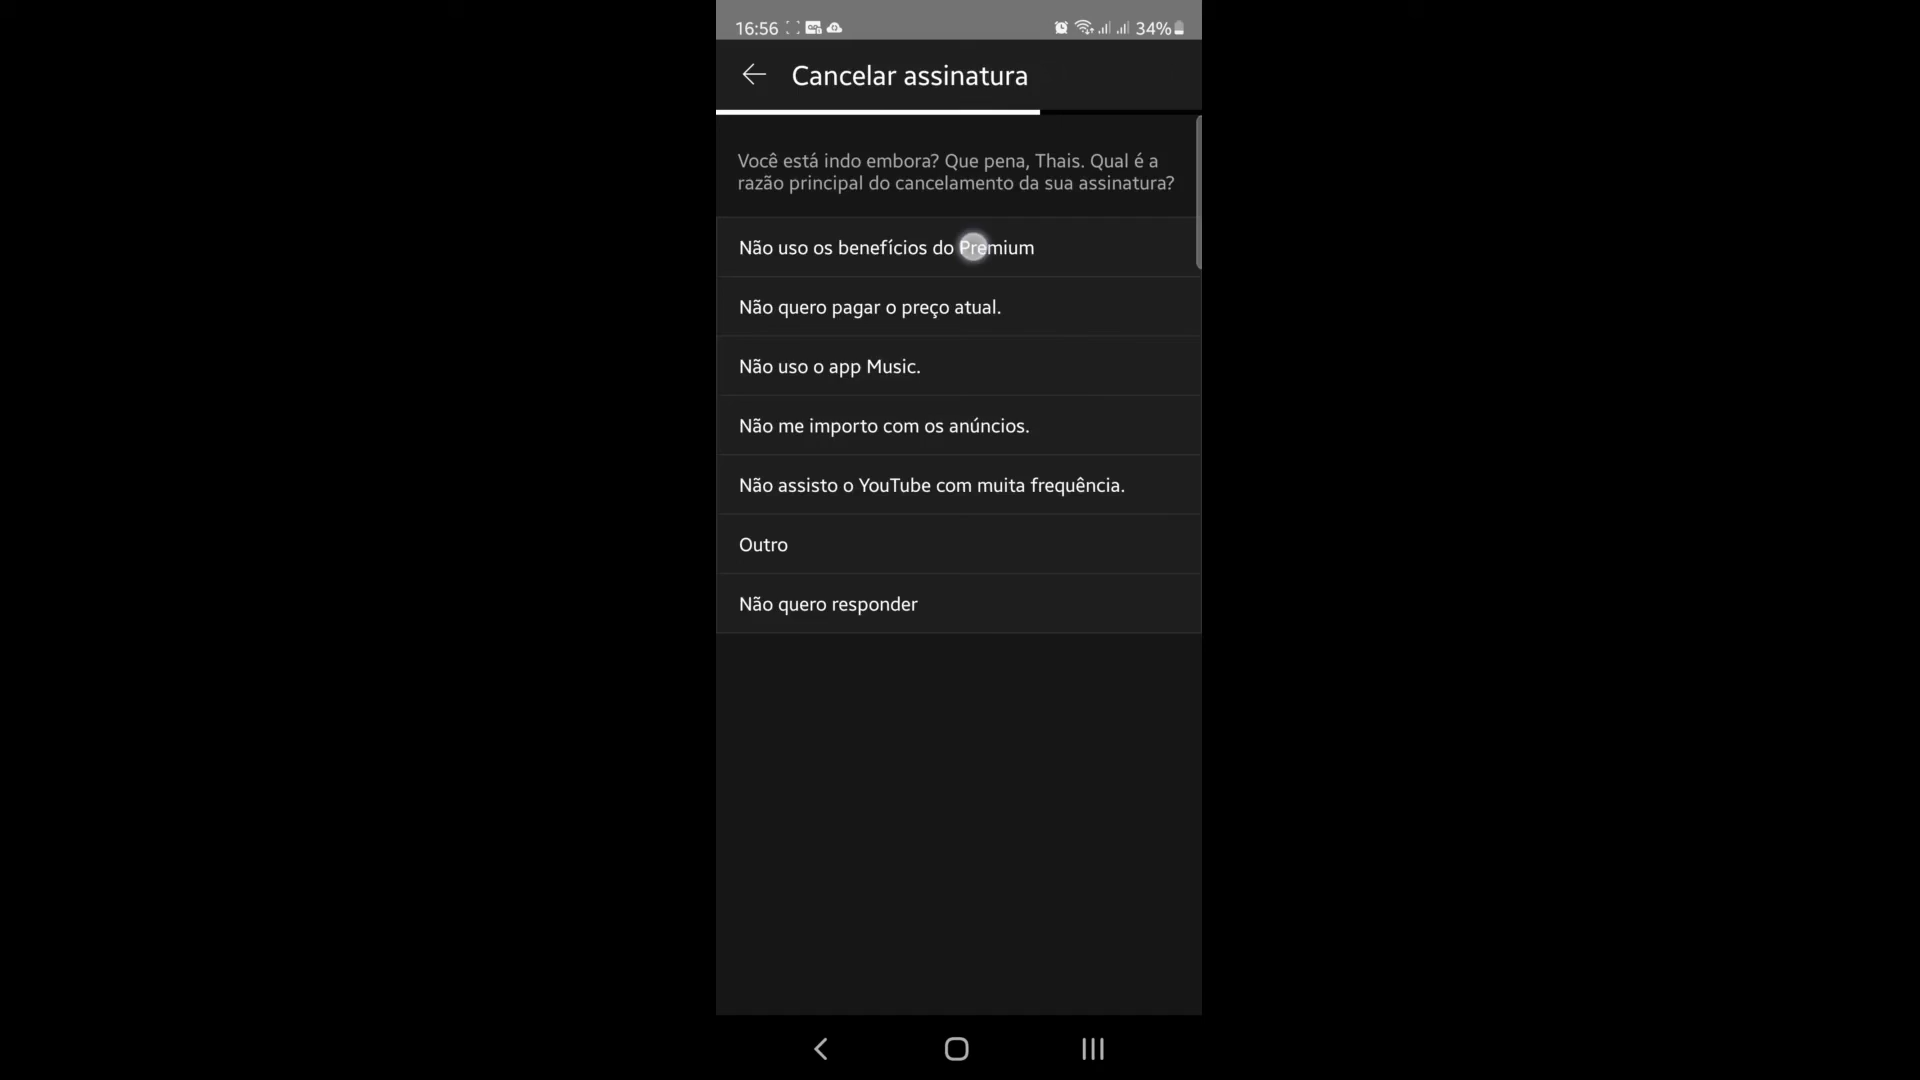 16:56
34%
Cancelar assinatura
Você está indo embora? Que pena, Thais. Qual é a
razão principal do cancelamento da sua assinatura?
Não uso os benefícios do Premium
Não quero pagar o preço atual.
Não uso o app Music.
Não me importo com os anúncios.
Não assisto o YouTube com muita frequência.
Outro
Não quero responder